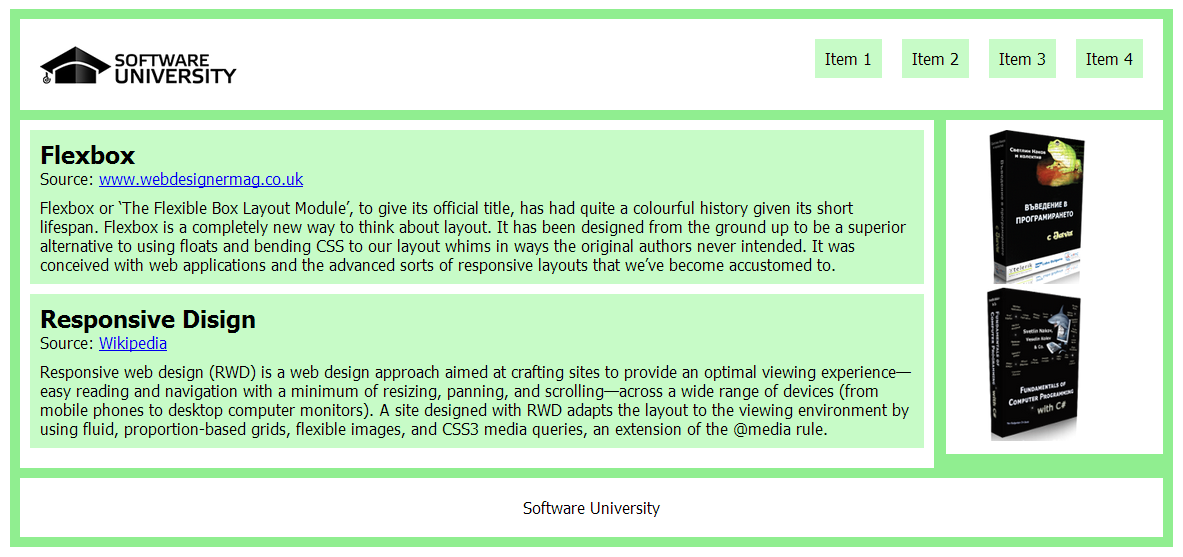 SOFTWARE
UNIVERSITY
Item 1 Item 2 Item 3 Item 4
Flexbox
Source: www.webdesignermag.co.uk
Flexbox or ‘The Flexible Box Layout Module’, to give its official title, has had quite a colourful history given its short
lifespan. Flexbox is a completely new way to think about layout. It has been designed from the ground up to be a superior
alternative to using floats and bending CSS to our layout whims in ways the original authors never intended. It was
conceived with web applications and the advanced sorts of responsive layouts that we’ve become accustomed to.
Responsive Disign
Source: Wikipedia
Responsive web design (RWD) is a web design approach aimed at crafting sites to provide an optimal viewing experience—
easy reading and navigation with a minimum of resizing, panning, and scrolling—across a wide range of devices (from
mobile phones to desktop computer monitors). A site designed with RWD adapts the layout to the viewing environment by
using fluid, proportion-based grids, flexible images, and CSS3 media queries, an extension of the @media rule.
Светлин Наков
и колектив
ВЪВЕДЕНИЕ В
ПРОГРАМИРАНЕТО
с Java
telerik
Svetlin Nakov,
Veselin Kolev
& Co.
FUNDAMENTALS OF
COMPUTER PROGRAMMING
with C#
FUNDAMENTALS OF
COMPUTER PROGRAMMING
with C#
Software University